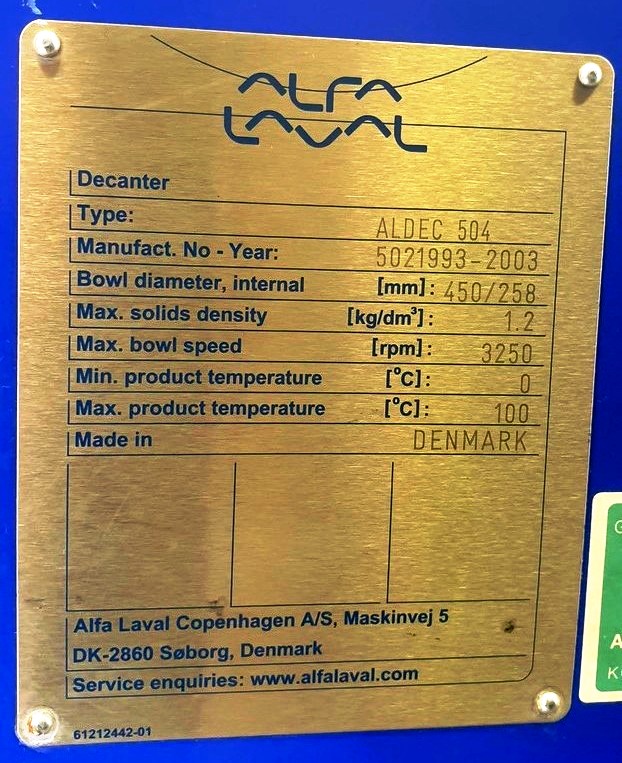 ALFA
LAVAL
Decanter
Type: ALDEC 504
Manufact. No - Year: 5021993-2003
Bowl diameter, internal [mm]: 450/258
Max. solids density [kg/dm³]: 1.2
Max. bowl speed [rpm]: 3250
Min. product temperature [°C]: 0
Max. product temperature [°C]: 100
Made in DENMARK
Alfa Laval Copenhagen A/S, Maskinvej 5
DK-2860 Søborg, Denmark
Service enquiries: www.alfalaval.com
61212442-01